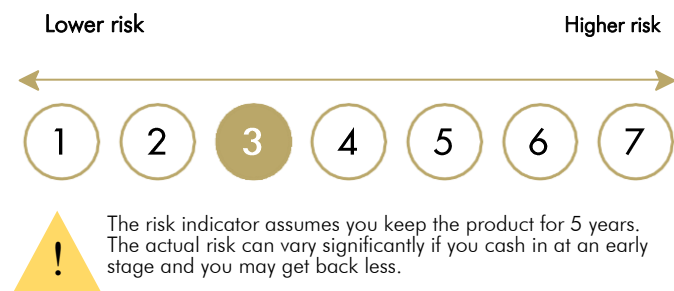 Lower risk Higher risk
1 2 3 4 5 6 7
The risk indicator assumes you keep the product for 5 years.
The actual risk can vary significantly if you cash in at an early
stage and you may get back less.
!